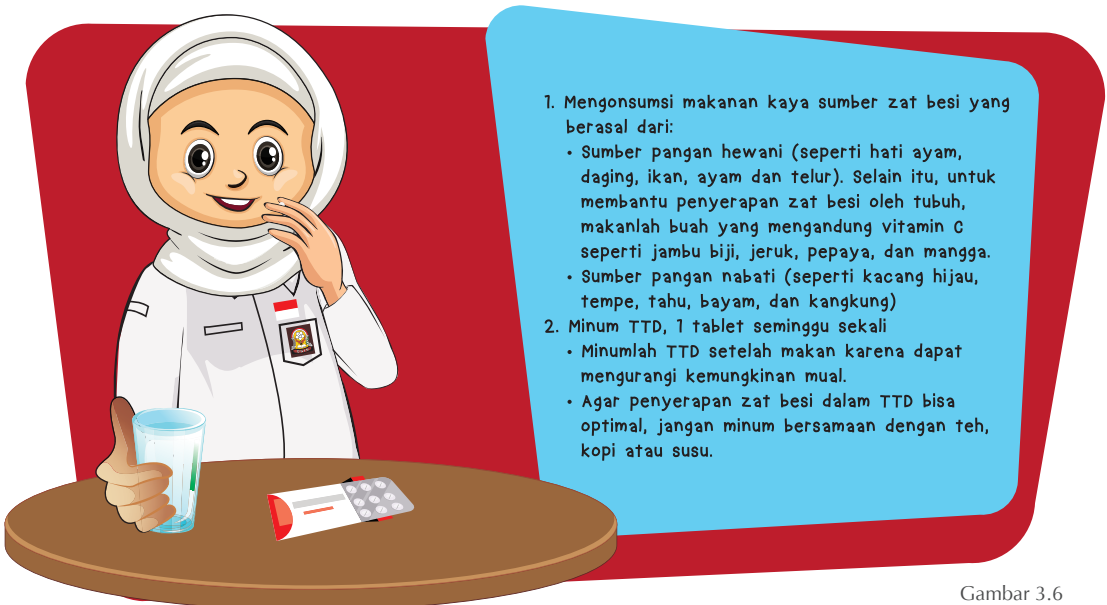 1. Mengonsumsi makanan kaya sumber zat besi yang
berasal dari:
• Sumber pangan hewani (seperti hati ayam,
daging, ikan, ayam dan telur). Selain itu, untuk
membantu penyerapan zat besi oleh tubuh,
makanlah buah yang mengandung vitamin C
seperti jambu biji, jeruk, pepaya, dan mangga.
• Sumber pangan nabati (seperti kacang hijau,
tempe, tahu, bayam, dan kangkung)
2. Minum TTD, 1 tablet seminggu sekali
• Minumlah TTD setelah makan karena dapat
mengurangi kemungkinan mual.
• Agar penyerapan zat besi dalam TTD bisa
optimal, jangan minum bersamaan dengan teh,
kopi atau susu.
Gambar 3.6